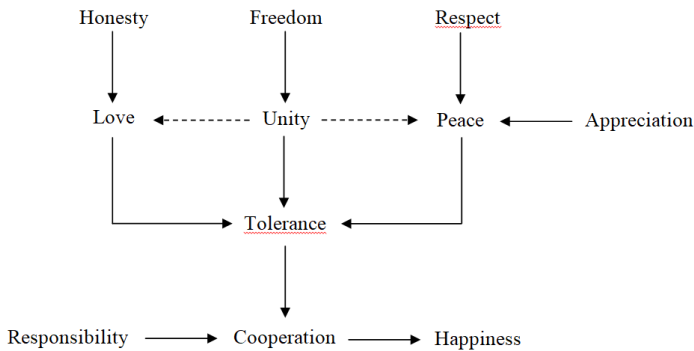 Honesty Freedom Respect
Love Unity Peace Appreciation
Tolerance
Responsibility Cooperation Happiness